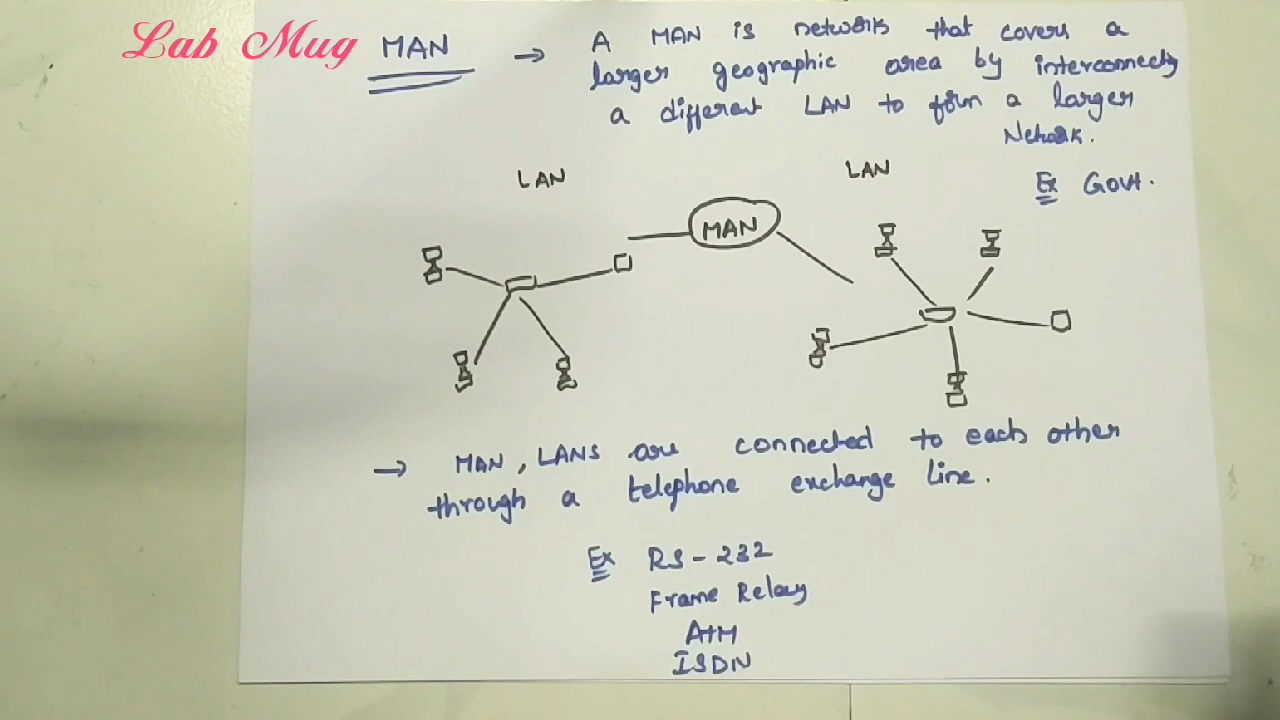 Lab Mug
MAN → A MAN is network that covers a
larger geographic area by interconnecty
a different LAN to form a larger
Network.
LAN
LAN
Ex Govt.
MAN
→ MAN, LANS are connected to each other
through a telephone exchange line.
Ex RS-232
Frame Relay
ATM
ISDN